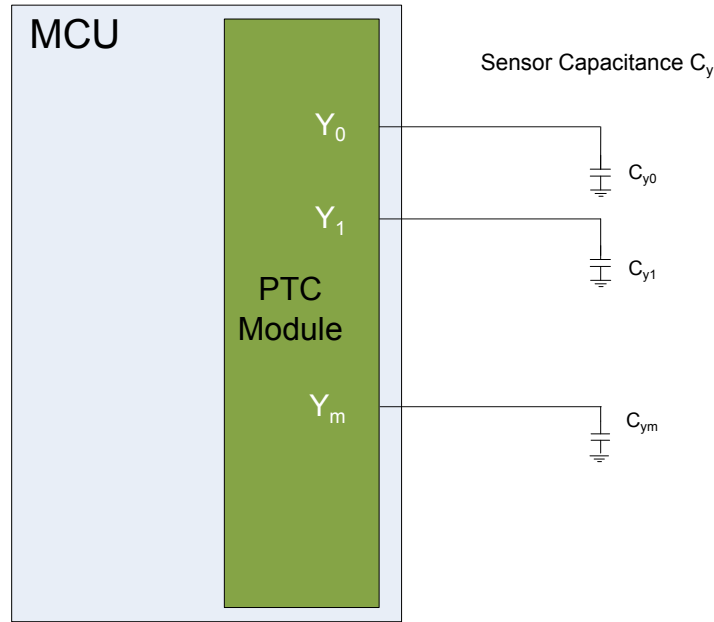 MCU
Sensor Capacitance Cy
Y0
Cy0
Y1
Cy1
PTC
Module
Ym
Cym